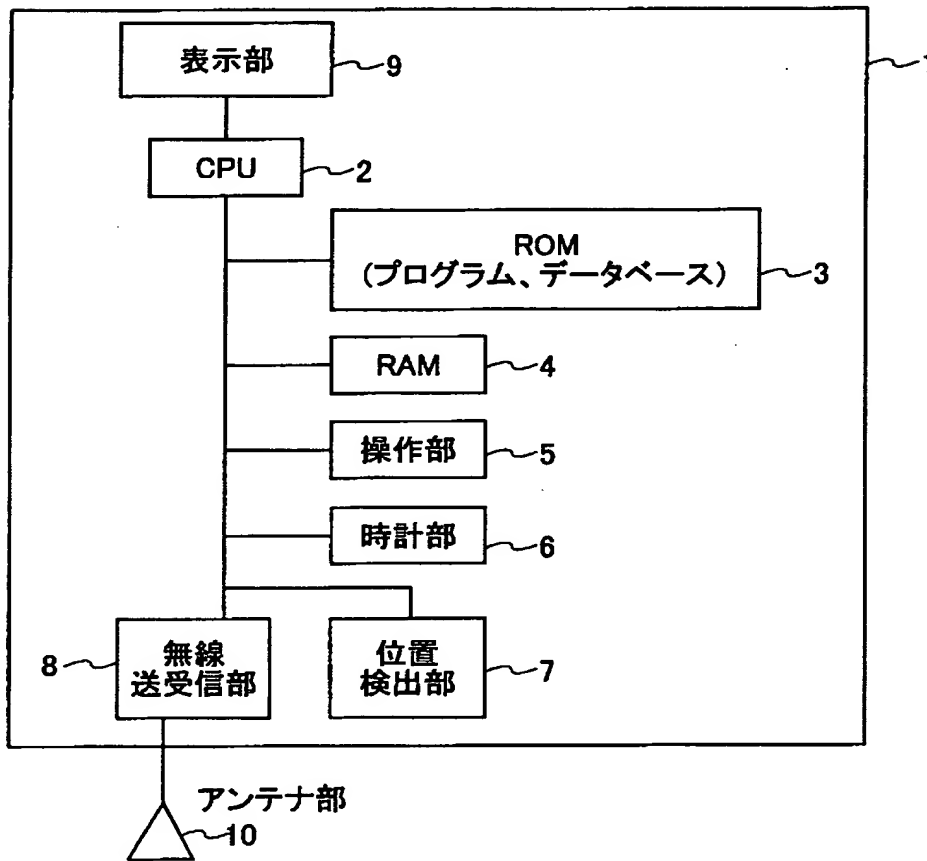 表示部
9
1
CPU
2
ROM
(プログラム、データベース)
3
RAM
4
操作部
5
時計部
6
無線
送受信部
8
位置
検出部
7
アンテナ部
10